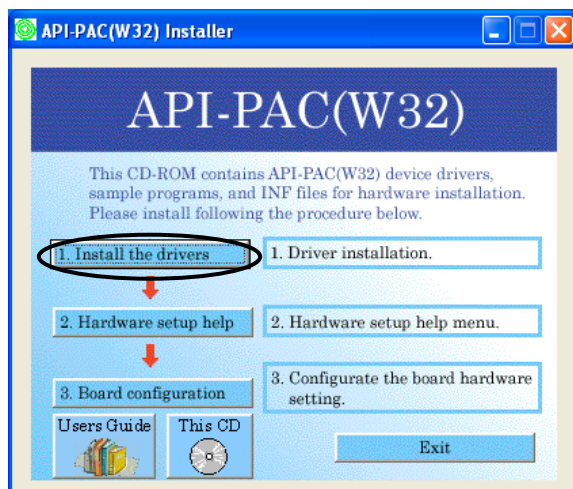 API-PAC(W32) Installer
API-PAC(W32)
This CD-ROM contains API-PAC(W32) device drivers,
sample programs, and INF files for hardware installation.
Please install following the procedure below.
1. Install the drivers
1. Driver installation.
2. Hardware setup help
2. Hardware setup help menu.
3. Board configuration
3. Configurate the board hardware
setting.
Users Guide
This CD
Exit